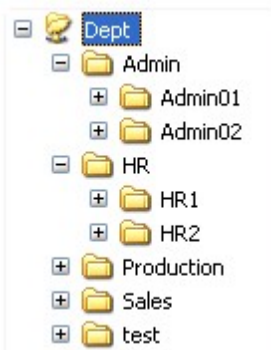 Dept
Admin
Admin01
Admin02
HR
HR1
HR2
Production
Sales
test